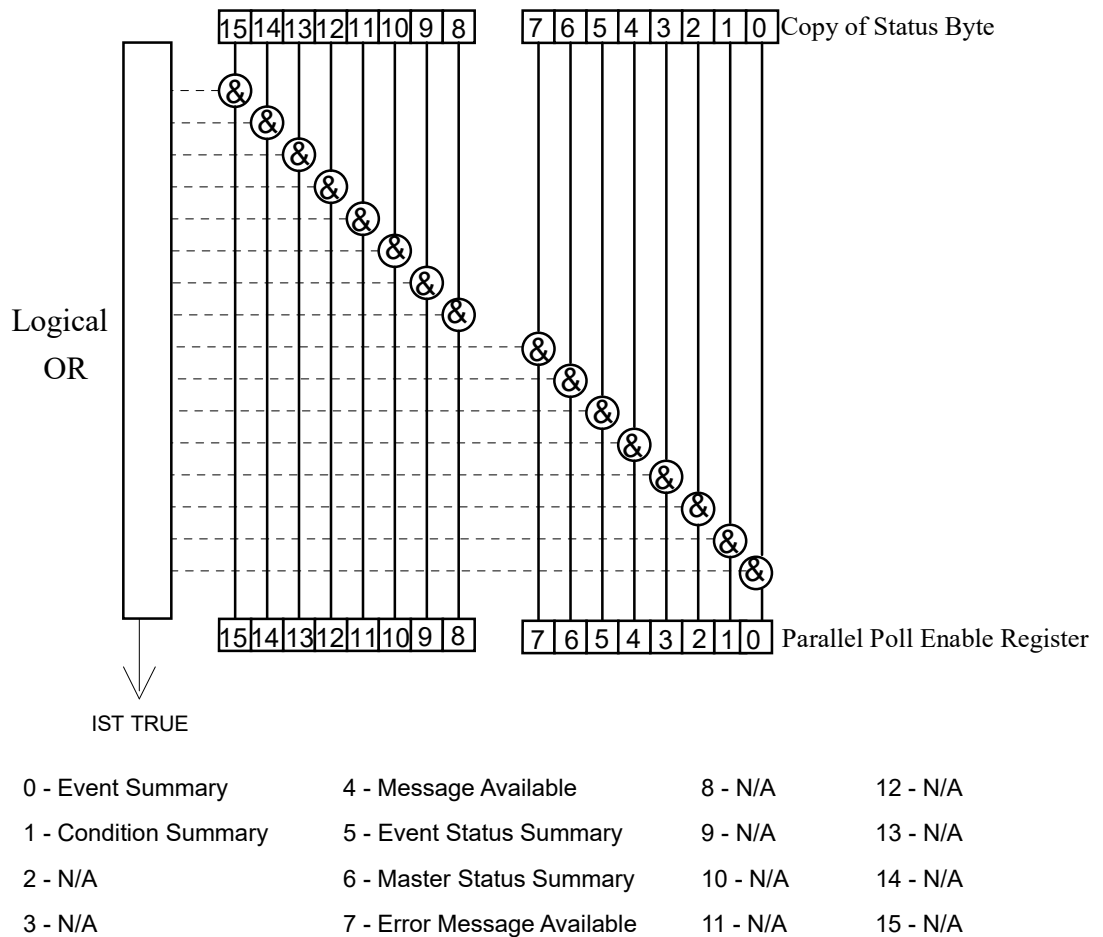 15 14 13 12 11 10 9 8 7 6 5 4 3 2 1 0 Copy of Status Byte
&
&
&
&
&
&
&
&
Logical
OR
&
&
&
&
&
&
&
&
15 14 13 12 11 10 9 8 7 6 5 4 3 2 1 0 Parallel Poll Enable Register
IST TRUE
0 - Event Summary 4 - Message Available 8 - N/A 12 - N/A
1 - Condition Summary 5 - Event Status Summary 9 - N/A 13 - N/A
2 - N/A 6 - Master Status Summary 10 - N/A 14 - N/A
3 - N/A 7 - Error Message Available 11 - N/A 15 - N/A